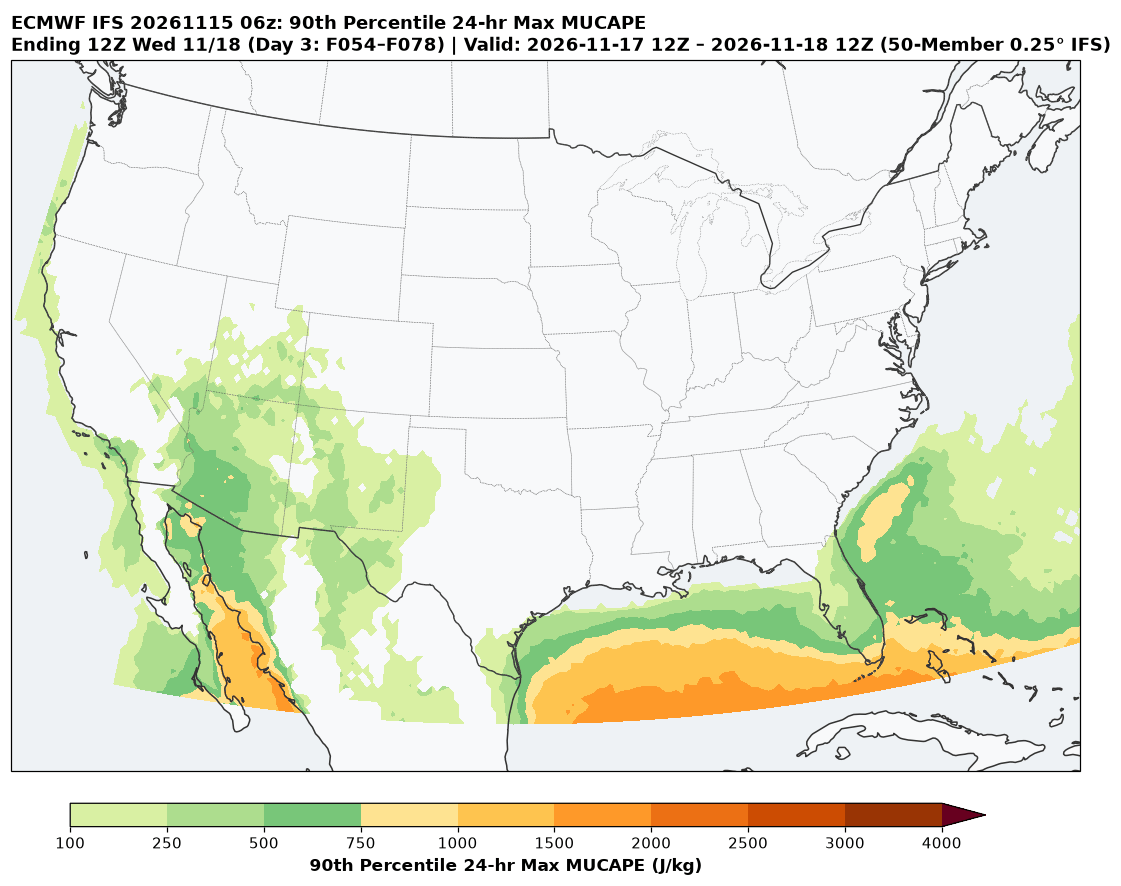 ECMWF IFS 20261115 06z: 90th Percentile 24-hr Max MUCAPE
Ending 12Z Wed 11/18 (Day 3: F054–F078) | Valid: 2026-11-17 12Z – 2026-11-18 12Z (50-Member 0.25° IFS)
100 250 500 750 1000 1500 2000 2500 3000 4000
90th Percentile 24-hr Max MUCAPE (J/kg)